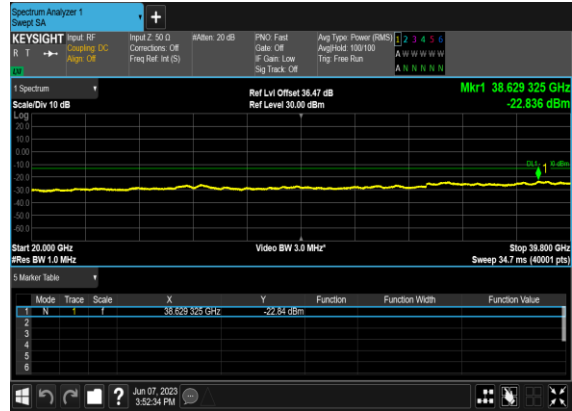 Spectrum Analyzer 1
Swept SA
+
KEYSIGHT
R T
Input: RF
Coupling: DC
Align: Off
Input Z: 50 Ω
Corrections: Off
Freq Ref: Int (S)
#Atten: 20 dB
PNO: Fast
Gate: Off
IF Gain: Low
Sig Track: Off
Avg Type: Power (RMS)
Avg|Hold: 100/100
Trig: Free Run
1 2 3 4 5 6
A W W W W W
A N N N N N
1 Spectrum
Scale/Div 10 dB
Ref Lvl Offset 36.47 dB
Ref Level 30.00 dBm
Mkr1 38.629 325 GHz
-22.836 dBm
Log
20.0
10.0
0.00
-10.0
-20.0
-30.0
-40.0
-50.0
-60.0
1
Start 20.000 GHz
#Res BW 1.0 MHz
Video BW 3.0 MHz*
Stop 39.800 GHz
Sweep 34.7 ms (40001 pts)
5 Marker Table
Mode Trace Scale X Y Function Function Width Function Value
1 N 1 f 38.629 325 GHz -22.84 dBm
2
3
4
5
6
?
Jun 07, 2023
3:52:34 PM